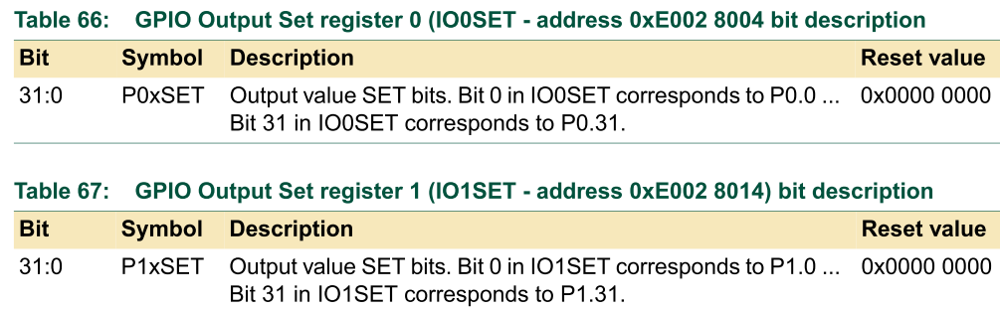 Table 66: GPIO Output Set register 0 (IO0SET - address 0xE002 8004 bit description
Bit Symbol Description Reset value
31:0 P0xSET Output value SET bits. Bit 0 in IO0SET corresponds to P0.0 ... 0x0000 0000
Bit 31 in IO0SET corresponds to P0.31.
Table 67: GPIO Output Set register 1 (IO1SET - address 0xE002 8014) bit description
Bit Symbol Description Reset value
31:0 P1xSET Output value SET bits. Bit 0 in IO1SET corresponds to P1.0 ... 0x0000 0000
Bit 31 in IO1SET corresponds to P1.31.